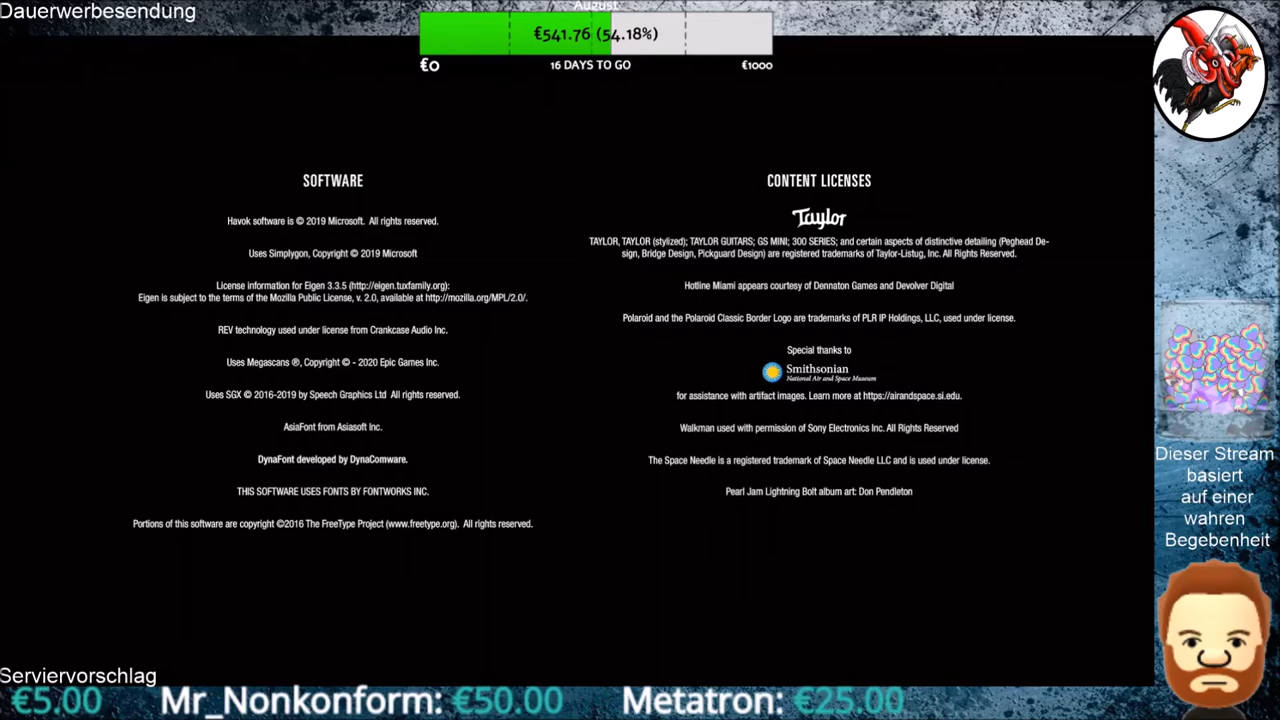 Dauerwerbesendung
August
€541.76 (54.18%)
€0
16 DAYS TO GO
€1000
SOFTWARE
Havok software is © 2019 Microsoft. All rights reserved.
Uses Simplygon, Copyright © 2019 Microsoft
License information for Eigen 3.3.5 (http://eigen.tuxfamily.org):
Eigen is subject to the terms of the Mozilla Public License, v. 2.0, available at http://mozilla.org/MPL/2.0/.
REV technology used under license from Crankcase Audio Inc.
Uses Megascans ®, Copyright © - 2020 Epic Games Inc.
Uses SGX © 2016-2019 by Speech Graphics Ltd All rights reserved.
AsiaFont from Asiasoft Inc.
DynaFont developed by DynaComware.
THIS SOFTWARE USES FONTS BY FONTWORKS INC.
Portions of this software are copyright ©2016 The FreeType Project (www.freetype.org). All rights reserved.
CONTENT LICENSES
Taylor
TAYLOR, TAYLOR (stylized); TAYLOR GUITARS; GS MINI; 300 SERIES; and certain aspects of distinctive detailing (Peghead De-
sign, Bridge Design, Pickguard Design) are registered trademarks of Taylor-Listug, Inc. All Rights Reserved.
Hotline Miami appears courtesy of Dennaton Games and Devolver Digital
Polaroid and the Polaroid Classic Border Logo are trademarks of PLR IP Holdings, LLC, used under license.
Special thanks to
Smithsonian
National Air and Space Museum
for assistance with artifact images. Learn more at https://airandspace.si.edu.
Walkman used with permission of Sony Electronics Inc. All Rights Reserved
The Space Needle is a registered trademark of Space Needle LLC and is used under license.
Pearl Jam Lightning Bolt album art: Don Pendleton
Dieser Stream
basiert
auf einer
wahren
Begebenheit
Serviervorschlag
€5.00 Mr_Nonkonform: €50.00 Metatron: €25.00